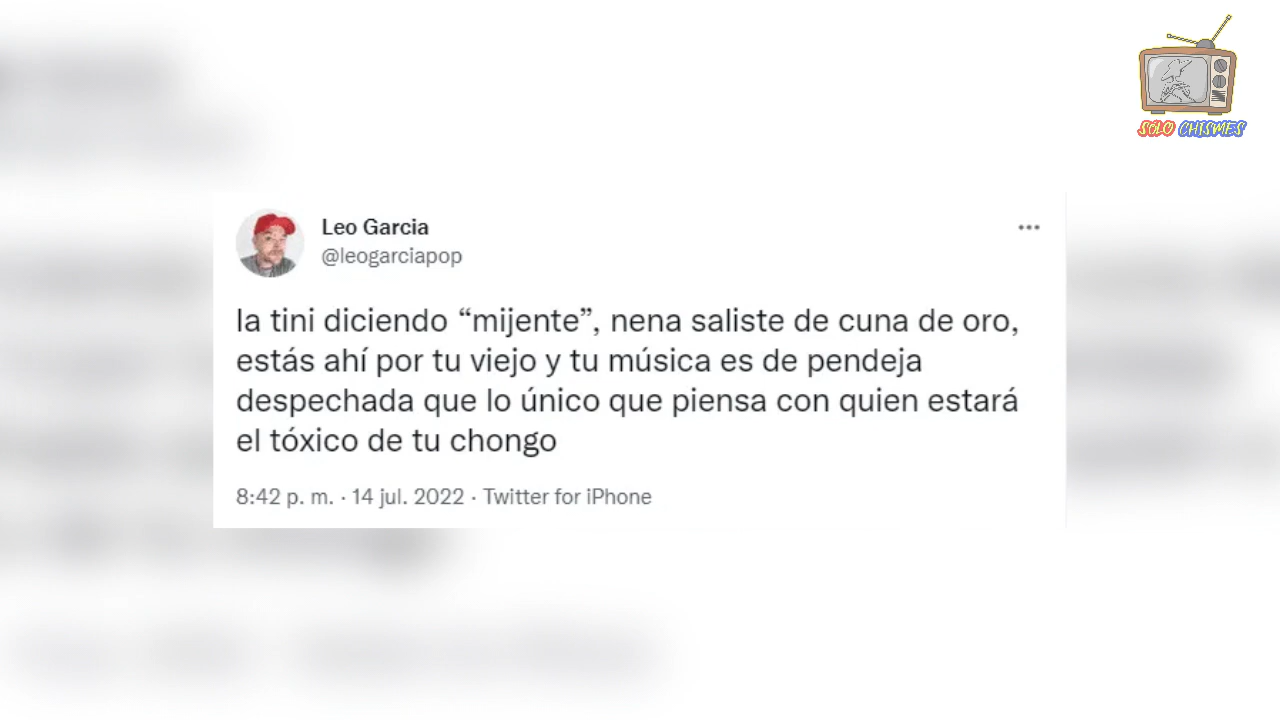 SOLO CHISMES
Leo Garcia
@leogarciapop
la tini diciendo “mijente”, nena saliste de cuna de oro,
estás ahí por tu viejo y tu música es de pendeja
despechada que lo único que piensa con quien estará
el tóxico de tu chongo
8:42 p. m. · 14 jul. 2022 · Twitter for iPhone